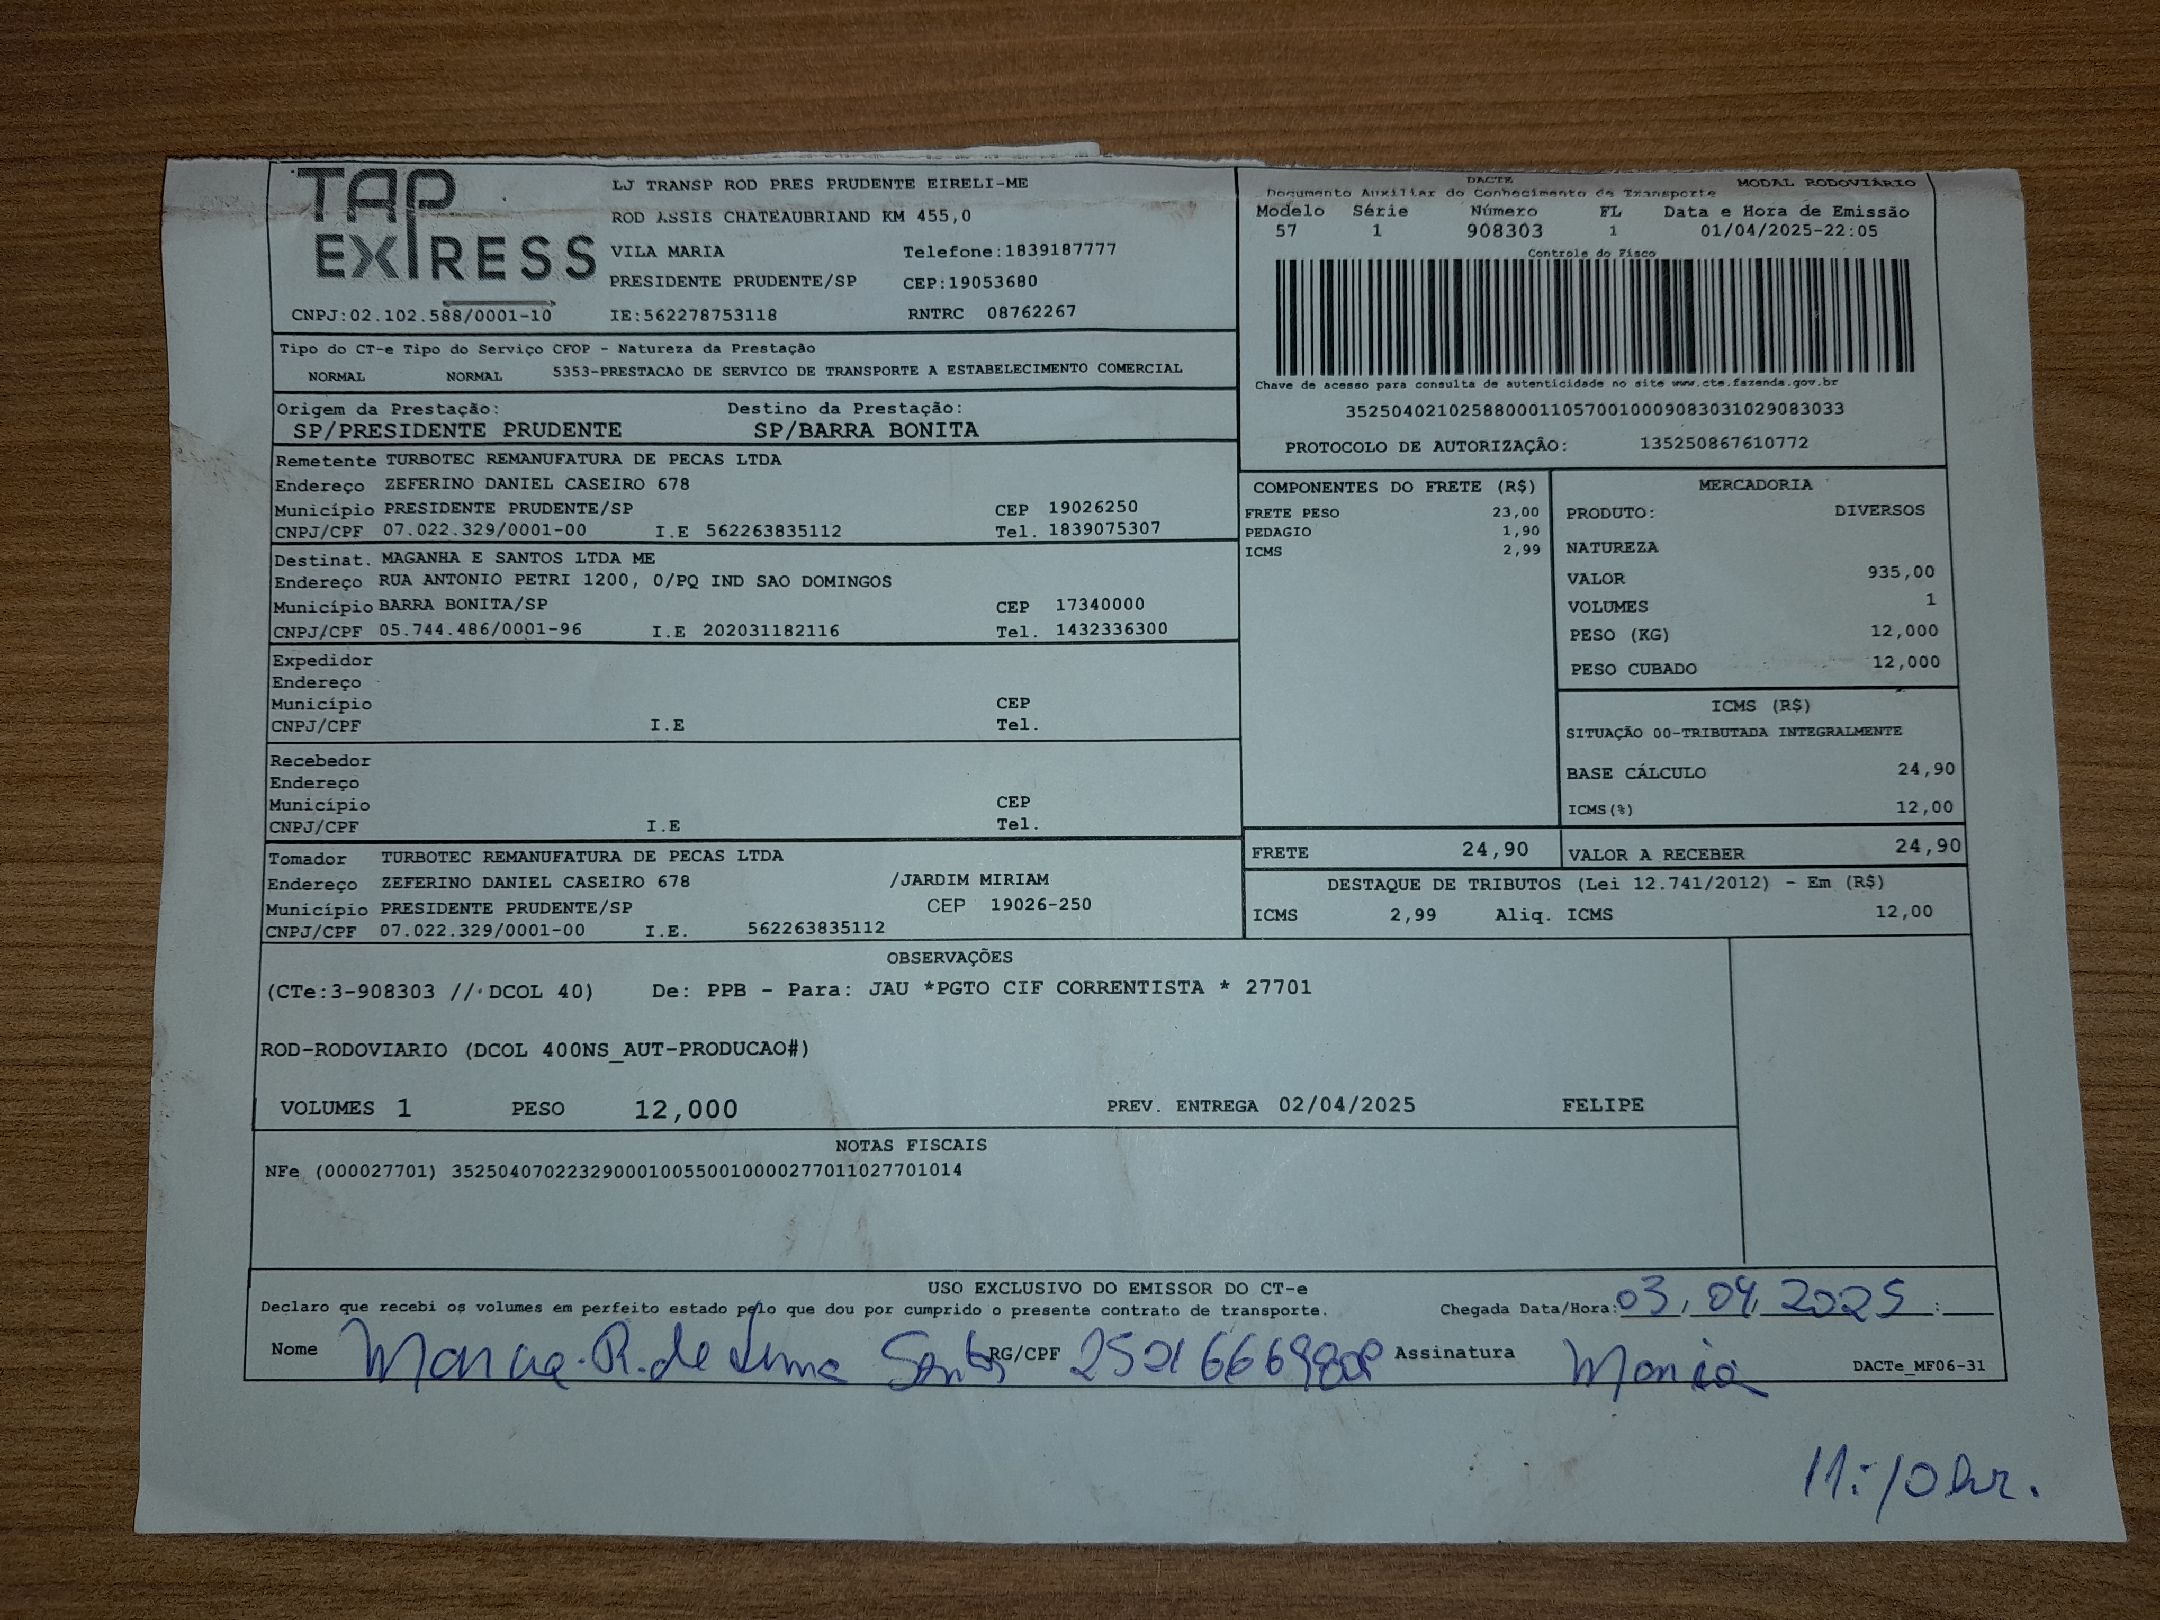 TAP EXPRESS
LJ TRANSP ROD PRES PRUDENTE EIRELI-ME
ROD ASSIS CHATEAUBRIAND KM 455,0
VILA MARIA Telefone:1839187777
PRESIDENTE PRUDENTE/SP CEP:19053680
CNPJ:02.102.588/0001-10 IE:562278753118 RNTRC 08762267
DACTE
Documento Auxiliar do Conhecimento de Transporte MODAL RODOVIÁRIO
Modelo Série Número FL Data e Hora de Emissão
57 1 908303 1 01/04/2025-22:05
Controle do Fisco
Chave de acesso para consulta de autenticidade no site www.cte.fazenda.gov.br
35250402102588000110570010009083031029083033
PROTOCOLO DE AUTORIZAÇÃO: 135250867610772
Tipo do CT-e Tipo do Serviço CFOP - Natureza da Prestação
NORMAL NORMAL 5353-PRESTACAO DE SERVICO DE TRANSPORTE A ESTABELECIMENTO COMERCIAL
Origem da Prestação: Destino da Prestação:
SP/PRESIDENTE PRUDENTE SP/BARRA BONITA
Remetente TURBOTEC REMANUFATURA DE PECAS LTDA
Endereço ZEFERINO DANIEL CASEIRO 678
Município PRESIDENTE PRUDENTE/SP CEP 19026250
CNPJ/CPF 07.022.329/0001-00 I.E 562263835112 Tel. 1839075307
Destinat. MAGANHA E SANTOS LTDA ME
Endereço RUA ANTONIO PETRI 1200, 0/PQ IND SAO DOMINGOS
Município BARRA BONITA/SP CEP 17340000
CNPJ/CPF 05.744.486/0001-96 I.E 202031182116 Tel. 1432336300
Expedidor
Endereço
Município CEP
CNPJ/CPF I.E Tel.
Recebedor
Endereço
Município CEP
CNPJ/CPF I.E Tel.
Tomador TURBOTEC REMANUFATURA DE PECAS LTDA
Endereço ZEFERINO DANIEL CASEIRO 678 /JARDIM MIRIAM
Município PRESIDENTE PRUDENTE/SP CEP 19026-250
CNPJ/CPF 07.022.329/0001-00 I.E. 562263835112
COMPONENTES DO FRETE (R$)
FRETE PESO 23,00
PEDAGIO 1,90
ICMS 2,99
MERCADORIA
PRODUTO: DIVERSOS
NATUREZA
VALOR 935,00
VOLUMES 1
PESO (KG) 12,000
PESO CUBADO 12,000
ICMS (R$)
SITUAÇÃO 00-TRIBUTADA INTEGRALMENTE
BASE CÁLCULO 24,90
ICMS(%) 12,00
FRETE 24,90 VALOR A RECEBER 24,90
DESTAQUE DE TRIBUTOS (Lei 12.741/2012) - Em (R$)
ICMS 2,99 Aliq. ICMS 12,00
OBSERVAÇÕES
(CTe:3-908303 // DCOL 40) De: PPB - Para: JAU *PGTO CIF CORRENTISTA * 27701
ROD-RODOVIARIO (DCOL 400NS_AUT-PRODUCAO#)
VOLUMES 1 PESO 12,000 PREV. ENTREGA 02/04/2025 FELIPE
NOTAS FISCAIS
NFe (000027701) 35250407022329000100550010000277011027701014
USO EXCLUSIVO DO EMISSOR DO CT-e
Declaro que recebi os volumes em perfeito estado pelo que dou por cumprido o presente contrato de transporte. Chegada Data/Hora: 03, 04, 2025 :
Nome R. de Lima Santos RG/CPF Assinatura DACTe_MF06-31
11:10 hr.